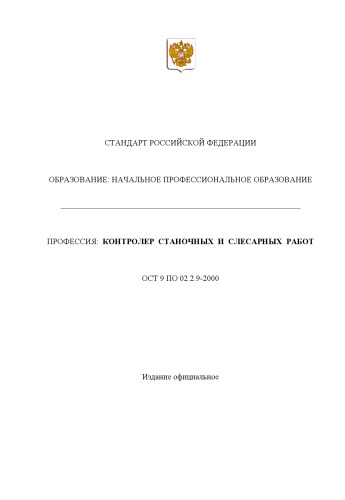 СТАНДАРТ РОССИЙСКОЙ ФЕДЕРАЦИИ
ОБРАЗОВАНИЕ: НАЧАЛЬНОЕ ПРОФЕССИОНАЛЬНОЕ ОБРАЗОВАНИЕ
ПРОФЕССИЯ: КОНТРОЛЕР СТАНОЧНЫХ И СЛЕСАРНЫХ РАБОТ
ОСТ 9 ПО 02.2.9-2000
Издание официальное